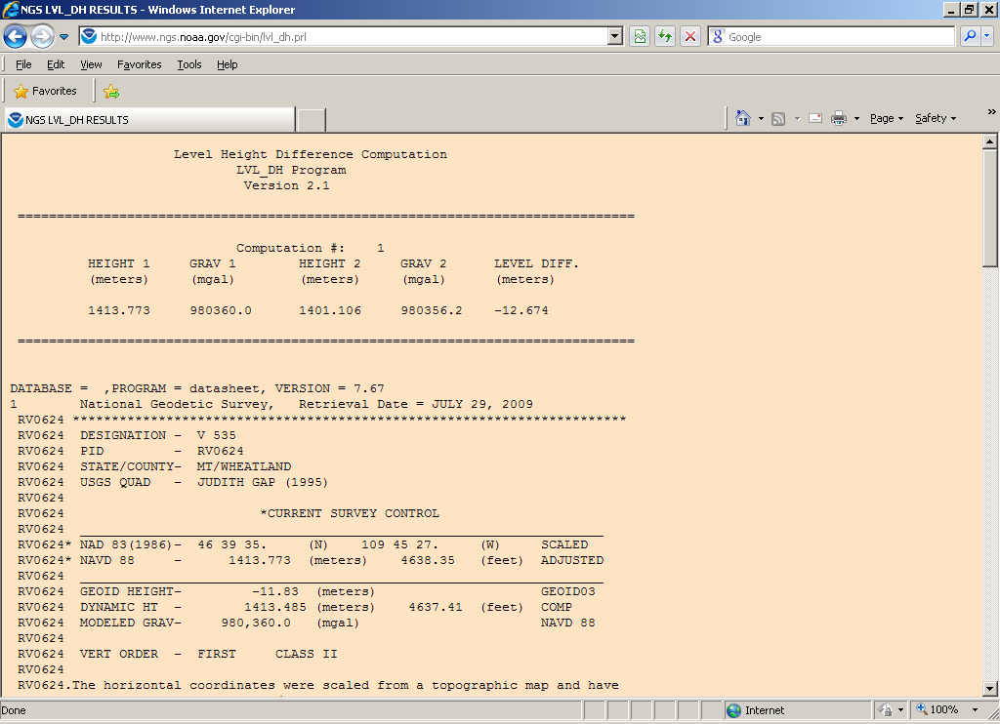 NGS LVL_DH RESULTS - Windows Internet Explorer
http://www.ngs.noaa.gov/cgi-bin/lvl_dh.prl
Google
File Edit View Favorites Tools Help
Favorites
NGS LVL_DH RESULTS
Page Safety »
Level Height Difference Computation
LVL_DH Program
Version 2.1
===============================================================================
Computation #: 1
HEIGHT 1 GRAV 1 HEIGHT 2 GRAV 2 LEVEL DIFF.
(meters) (mgal) (meters) (mgal) (meters)
1413.773 980360.0 1401.106 980356.2 -12.674
===============================================================================
DATABASE = ,PROGRAM = datasheet, VERSION = 7.67
1 National Geodetic Survey, Retrieval Date = JULY 29, 2009
RV0624 ***********************************************************************
RV0624 DESIGNATION - V 535
RV0624 PID - RV0624
RV0624 STATE/COUNTY- MT/WHEATLAND
RV0624 USGS QUAD - JUDITH GAP (1995)
RV0624
RV0624 *CURRENT SURVEY CONTROL
RV0624 ___________________________________________________________________
RV0624* NAD 83(1986)- 46 39 35. (N) 109 45 27. (W) SCALED
RV0624* NAVD 88 - 1413.773 (meters) 4638.35 (feet) ADJUSTED
RV0624 ___________________________________________________________________
RV0624 GEOID HEIGHT- -11.83 (meters) GEOID03
RV0624 DYNAMIC HT - 1413.485 (meters) 4637.41 (feet) COMP
RV0624 MODELED GRAV- 980,360.0 (mgal) NAVD 88
RV0624
RV0624 VERT ORDER - FIRST CLASS II
RV0624
RV0624.The horizontal coordinates were scaled from a topographic map and have
Done Internet 100%